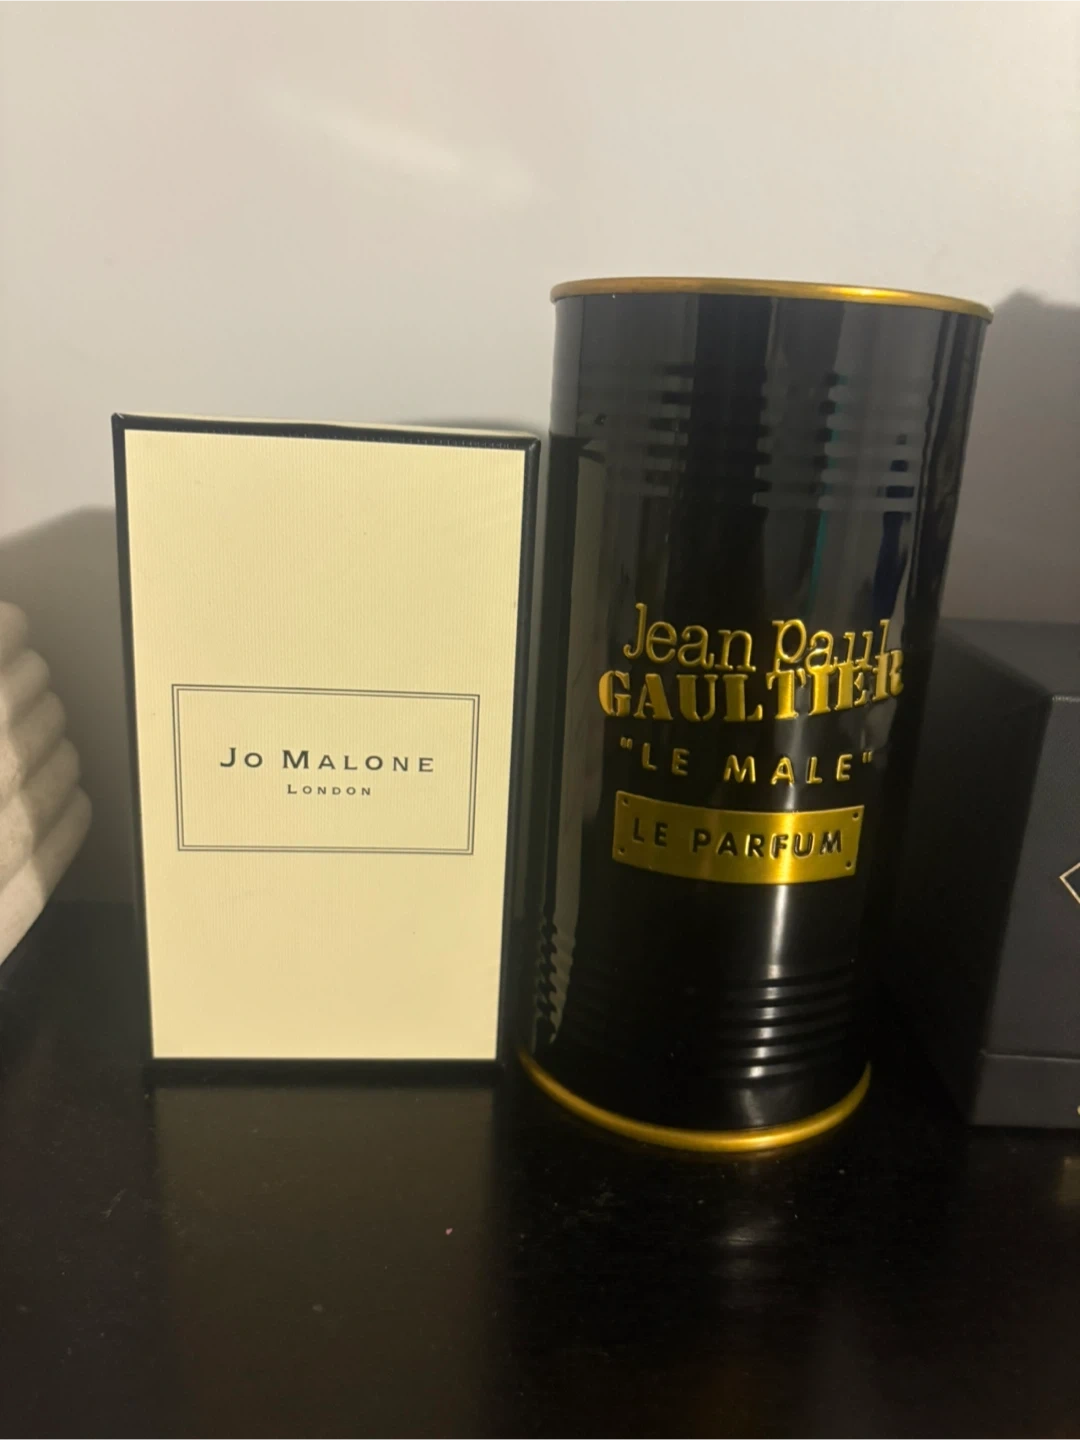 Jo Malone
London
Jean Paul
GAULTIER
"LE MALE"
LE PARFUM